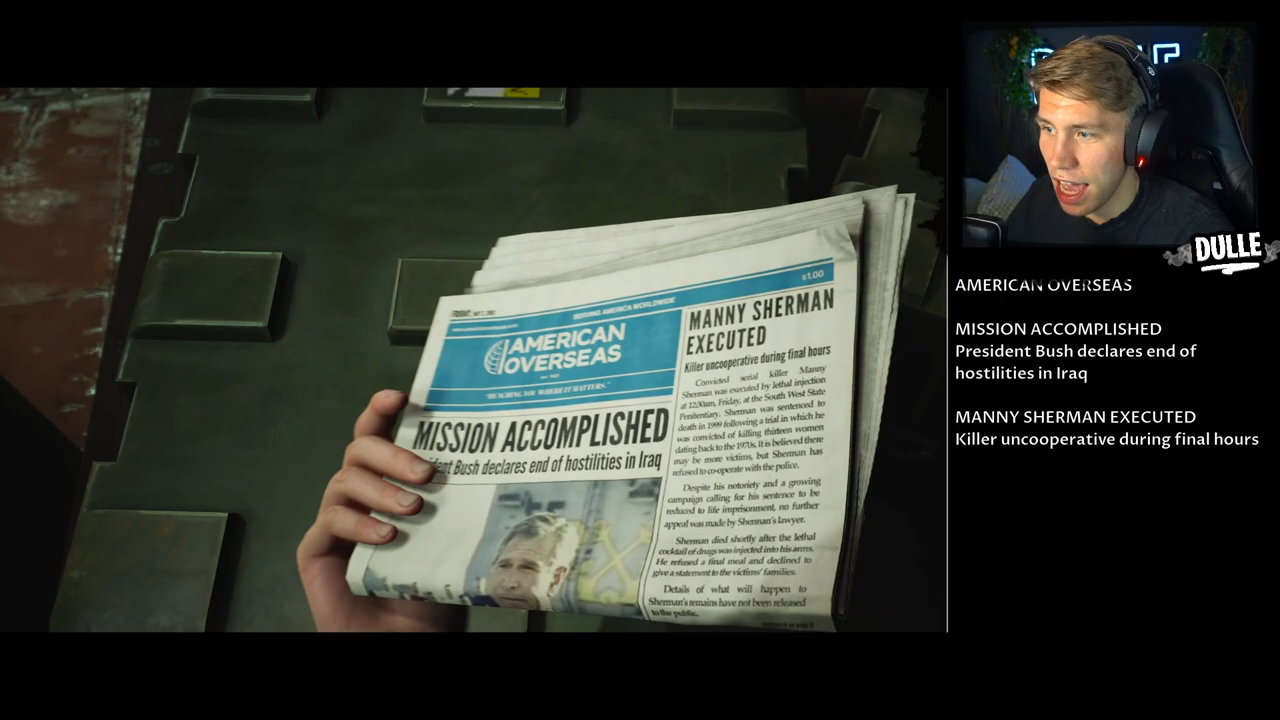 AMERICAN
OVERSEAS
SERVING AMERICA WORLDWIDE
$1.00
"REACHING YOU WHERE IT MATTERS."
MISSION ACCOMPLISHED
ident Bush declares end of hostilities in Iraq
MANNY SHERMAN
EXECUTED
Killer uncooperative during final hours
Convicted serial killer Manny
Sherman was executed by lethal injection
at 12:30am, Friday, at the South West State
Penitentiary. Sherman was sentenced to
death in 1999 following a trial in which he
was convicted of killing thirteen women
dating back to the 1970s. It is believed there
may be more victims, but Sherman has
refused to co-operate with the police.
Despite his notoriety and a growing
campaign calling for his sentence to be
reduced to life imprisonment, no further
appeal was made by Sherman's lawyer.
Sherman died shortly after the lethal
cocktail of drugs was injected into his arms.
He refused a final meal and declined to
give a statement to the victims' families.
Details of what will happen to
Sherman's remains have not been released
to the public.
DULLE
AMERICAN OVERSEAS
MISSION ACCOMPLISHED
President Bush declares end of
hostilities in Iraq
MANNY SHERMAN EXECUTED
Killer uncooperative during final hours